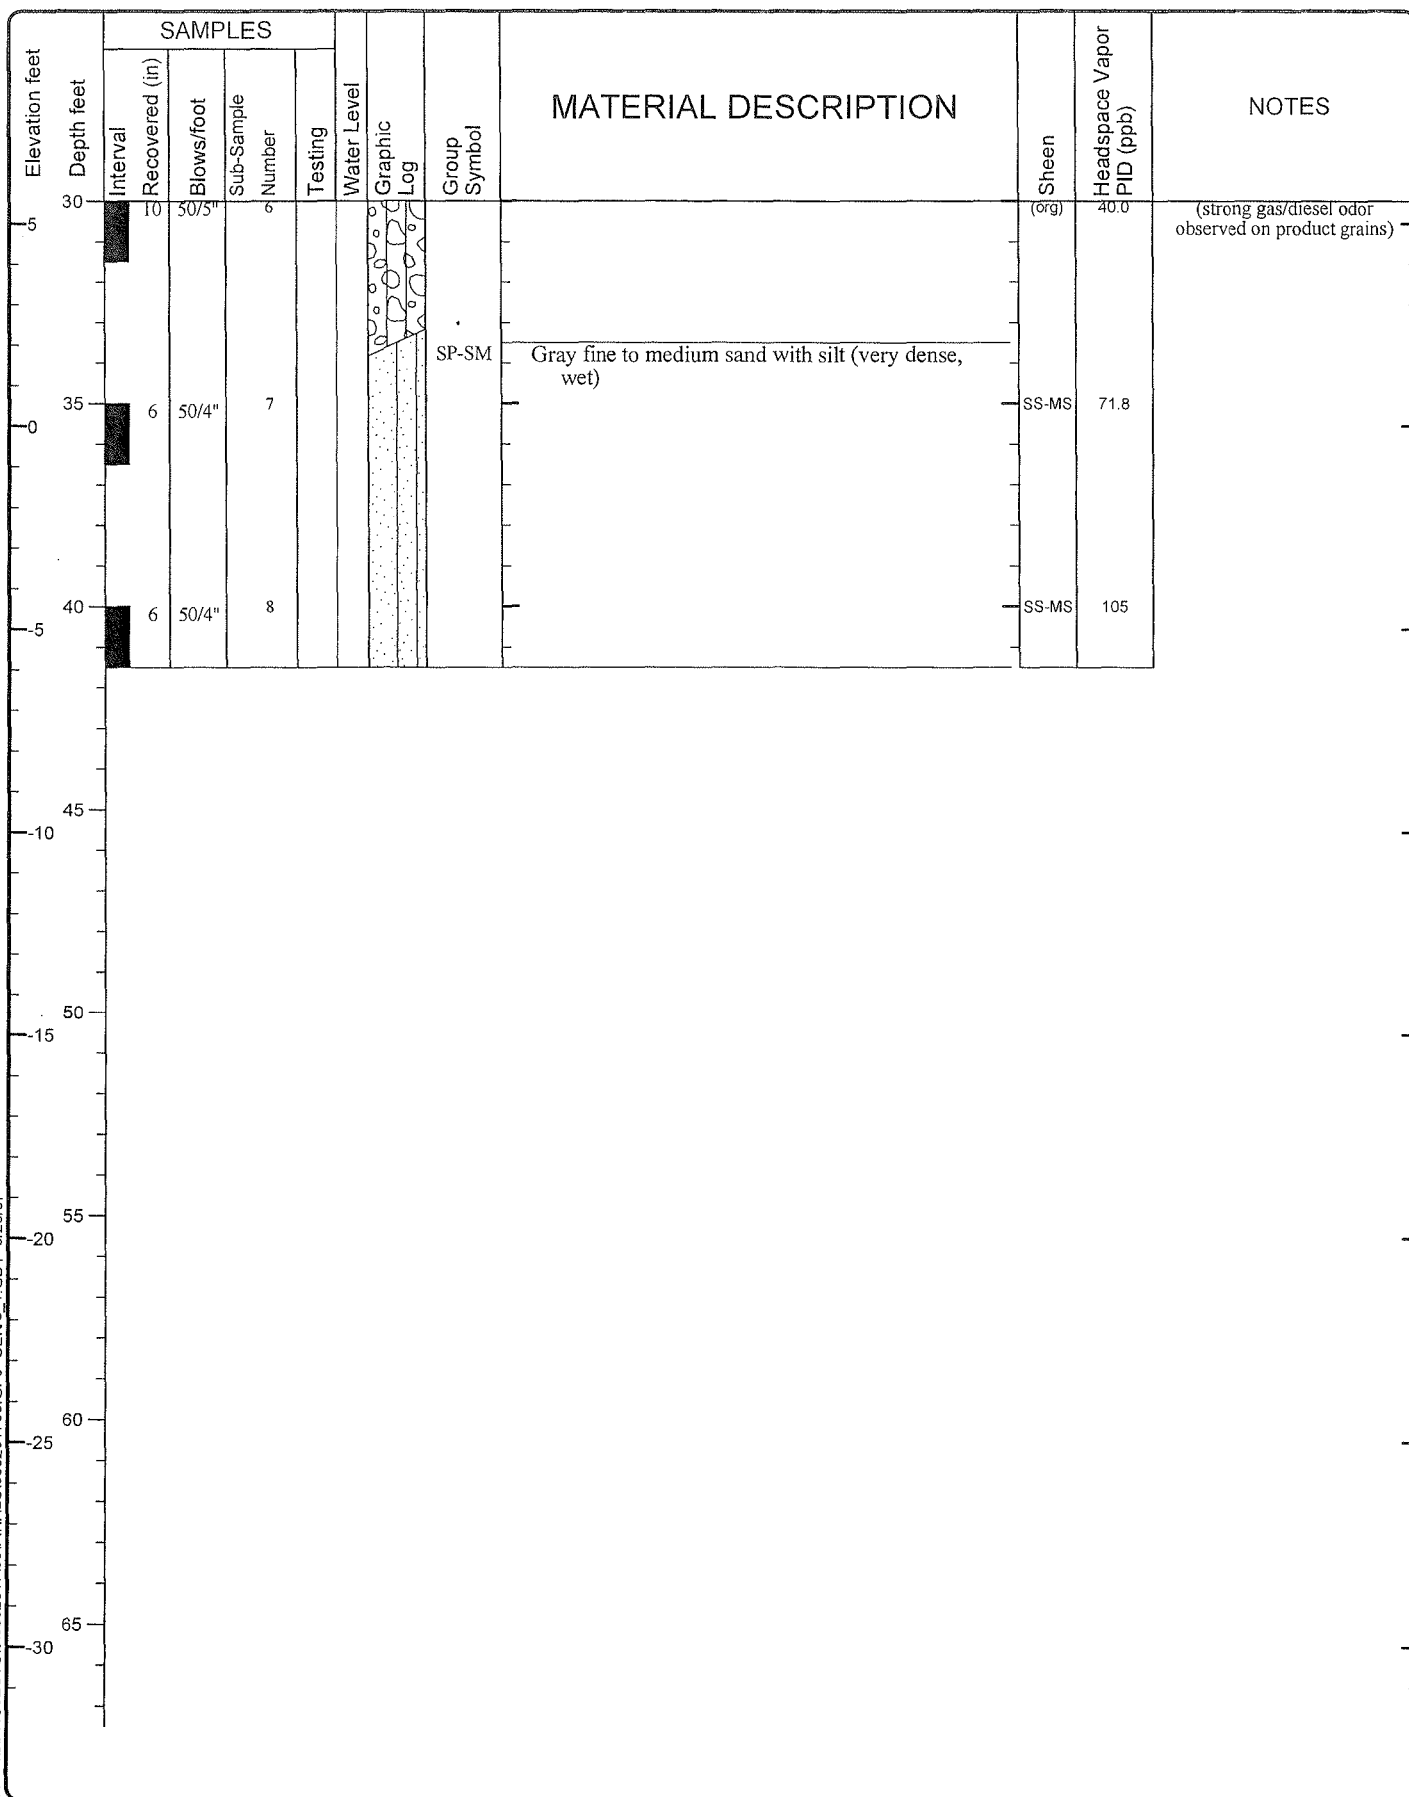 SAMPLES
Elevation feet
Depth feet
Interval
Recovered (in)
Blows/foot
Sub-Sample
Number
Testing
Water Level
Graphic
Log
Group
Symbol
MATERIAL DESCRIPTION
Sheen
Headspace Vapor
PID (ppb)
NOTES
30 10 50/5" 6 (org) 40.0 (strong gas/diesel odor
5 observed on product grains)
SP-SM Gray fine to medium sand with silt (very dense,
wet)
35 6 50/4" 7 SS-MS 71.8
0
40 6 50/4" 8 SS-MS 105
-5
45
-10
50
-15
55
-20
60
-25
65
-30